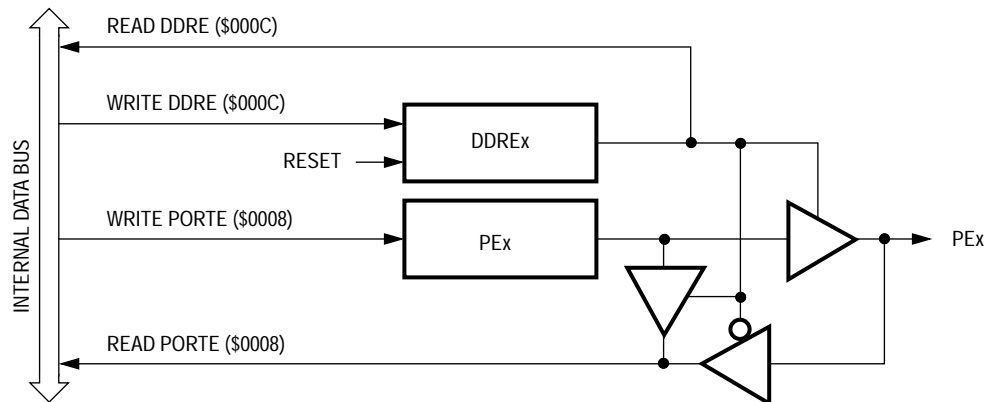 READ DDRE ($000C)
WRITE DDRE ($000C)
DDREx
RESET
WRITE PORTE ($0008)
PEx
PEx
READ PORTE ($0008)
INTERNAL DATA BUS